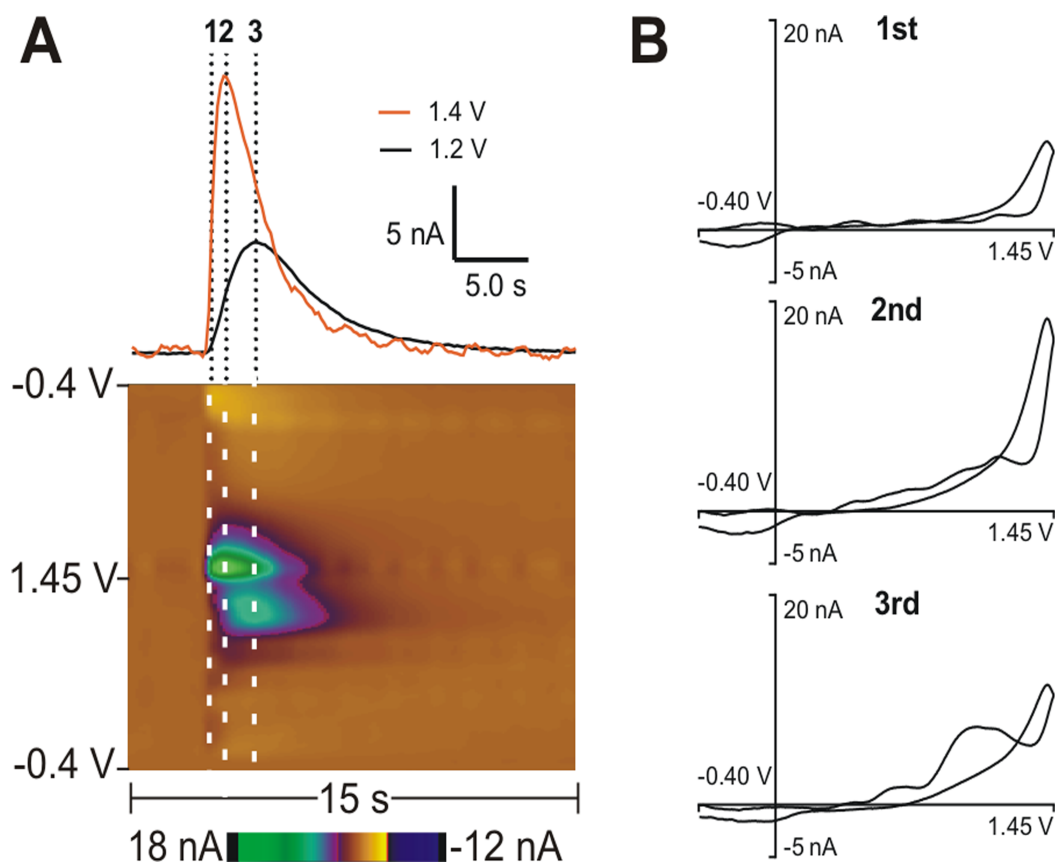 A
12 3
1.4 V
1.2 V
5 nA
5.0 s
-0.4 V
1.45 V
-0.4 V
15 s
18 nA
-12 nA
B
20 nA
1st
-0.40 V
1.45 V
-5 nA
20 nA
2nd
-0.40 V
1.45 V
-5 nA
20 nA
3rd
-0.40 V
1.45 V
-5 nA